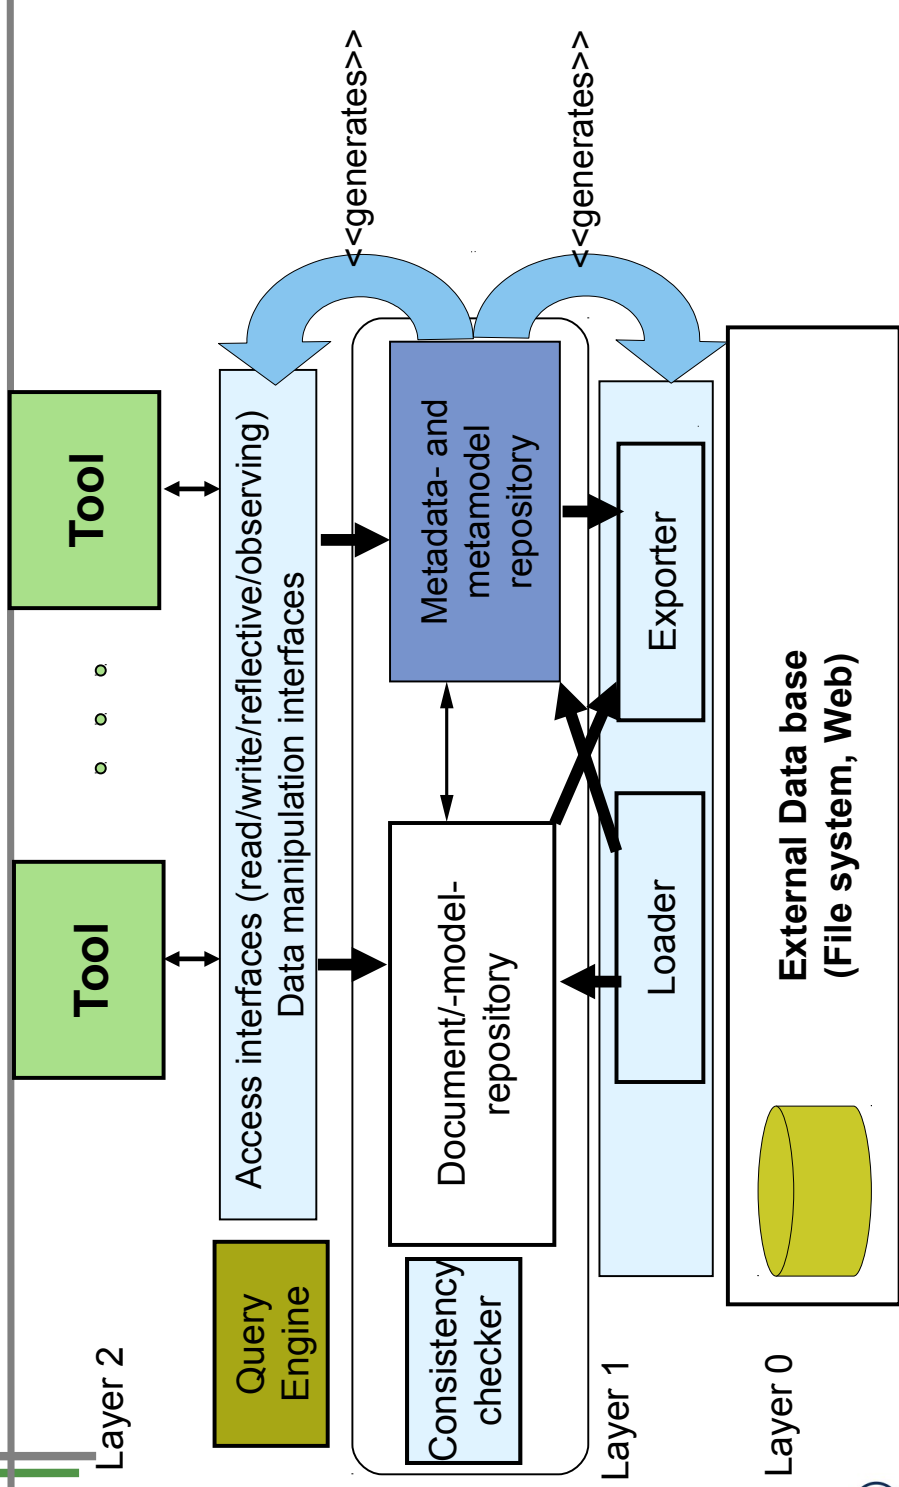 Layer 2
Tool
Tool
Query
Engine
Access interfaces (read/write/reflective/observing)
Data manipulation interfaces
<<generates>>
Consistency
checker
Document/-model-
repository
Metadata- and
metamodel
repository
<<generates>>
Layer 1
Loader
Exporter
Layer 0
External Data base
(File system, Web)